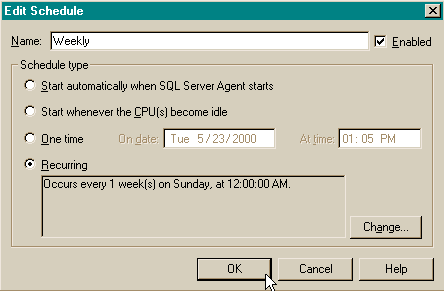 Edit Schedule
Name: Weekly Enabled
Schedule type
Start automatically when SQL Server Agent starts
Start whenever the CPU(s) become idle
One time On date: Tue 5/23/2000 At time: 01:05 PM
Recurring
Occurs every 1 week(s) on Sunday, at 12:00:00 AM.
Change...
OK Cancel Help